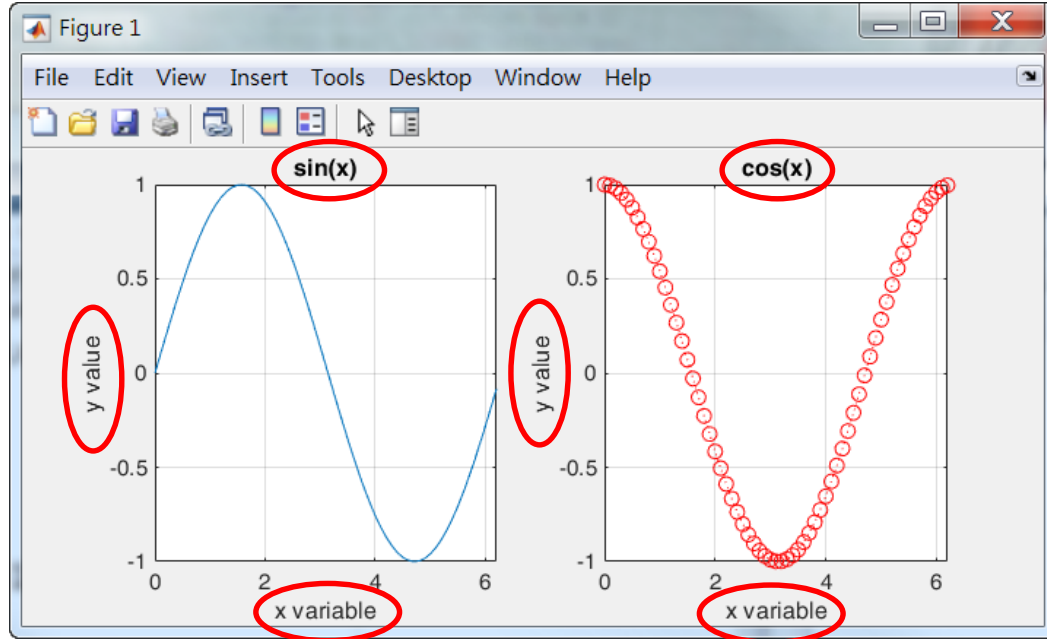 Figure 1
File Edit View Insert Tools Desktop Window Help
sin(x)
1
0.5
0
-0.5
-1
y value
0 2 4 6
x variable
cos(x)
1
0.5
0
-0.5
-1
y value
0 2 4 6
x variable